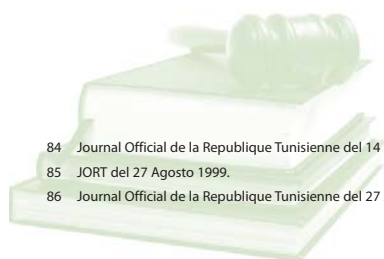 84 Journal Official de la Republique Tunisienne del 14
85 JORT del 27 Agosto 1999.
86 Journal Official de la Republique Tunisienne del 27